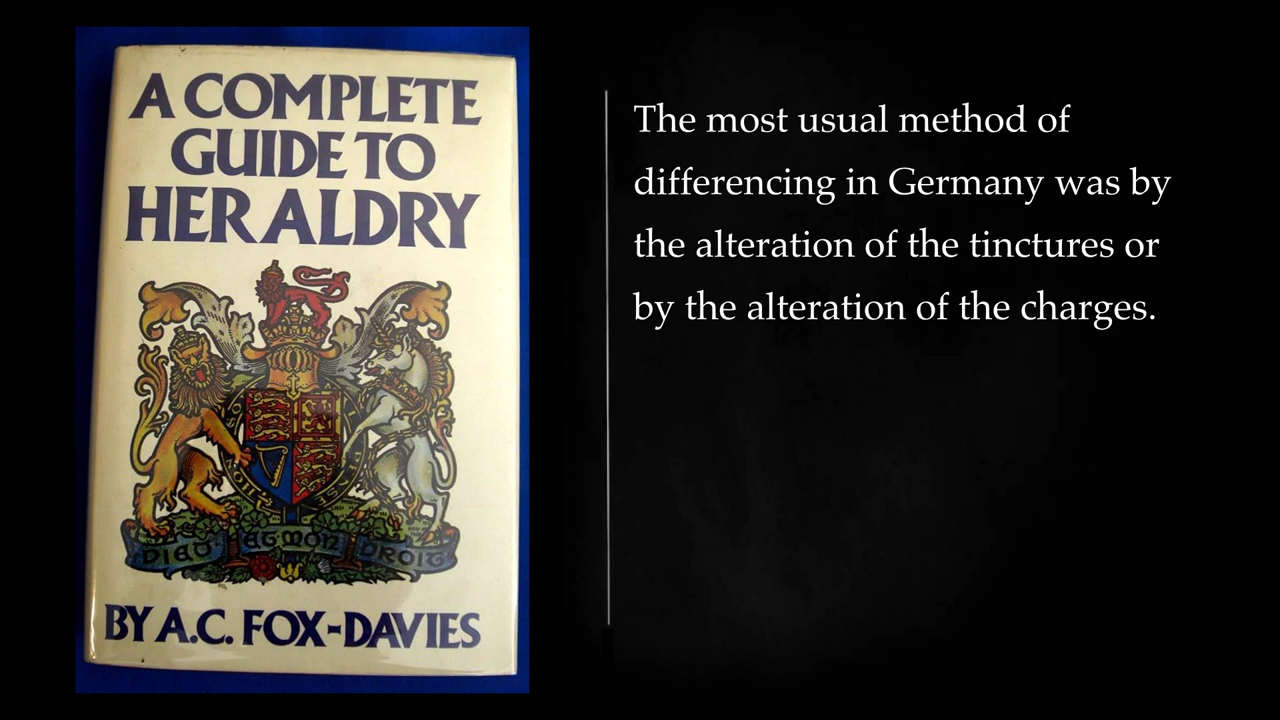 A COMPLETE
GUIDE TO
HERALDRY
DIEU ET MON DROIT
BY A.C. FOX-DAVIES
The most usual method of
differencing in Germany was by
the alteration of the tinctures or
by the alteration of the charges.